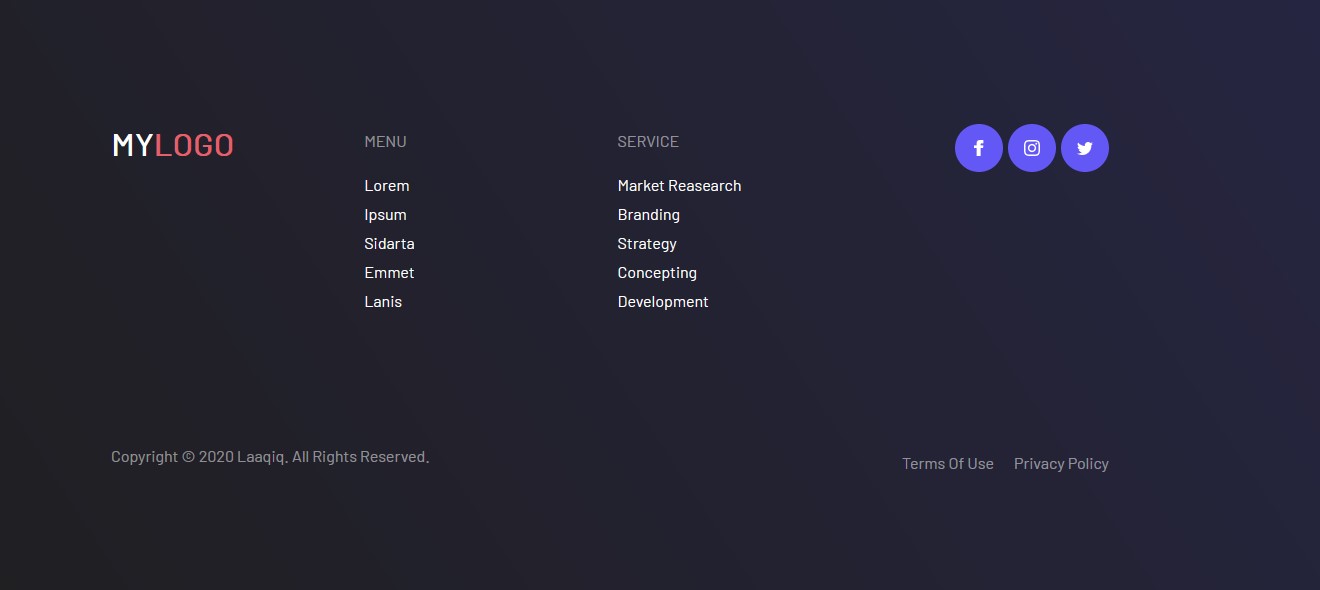 MYLOGO
MENU
Lorem
Ipsum
Sidarta
Emmet
Lanis
SERVICE
Market Reasearch
Branding
Strategy
Concepting
Development
Copyright © 2020 Laaqiq. All Rights Reserved.
Terms Of Use Privacy Policy